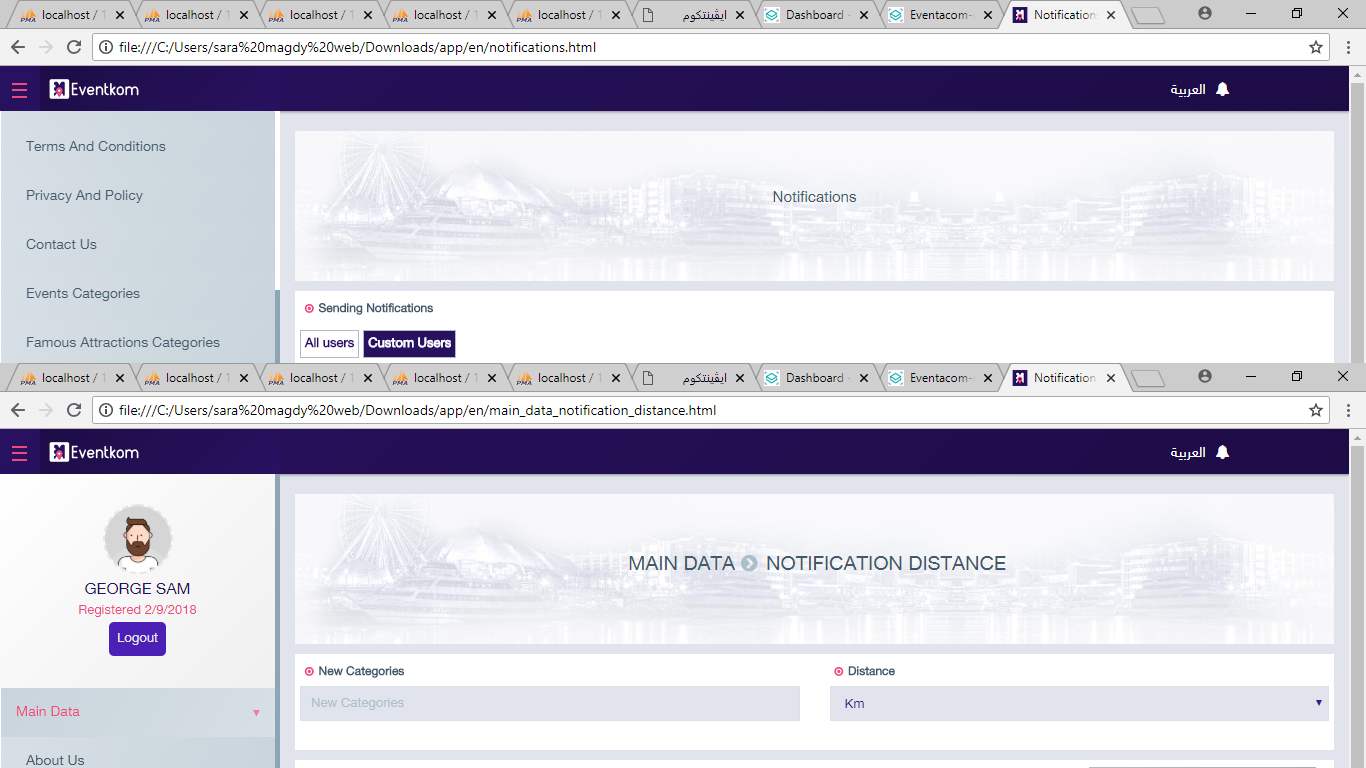 localhost / 1 localhost / 1 localhost / 1 localhost / 1 localhost / 1 ايڤينتكوم Dashboard - Eventacom- Notifications
file:///C:/Users/sara%20magdy%20web/Downloads/app/en/notifications.html
Eventkom العربية
Terms And Conditions
Privacy And Policy
Contact Us
Events Categories
Famous Attractions Categories
Notifications
Sending Notifications
All users Custom Users
localhost / 1 localhost / 1 localhost / 1 localhost / 1 localhost / 1 ايڤينتكوم Dashboard - Eventacom- Notification
file:///C:/Users/sara%20magdy%20web/Downloads/app/en/main_data_notification_distance.html
Eventkom العربية
GEORGE SAM
Registered 2/9/2018
Logout
Main Data
About Us
MAIN DATA NOTIFICATION DISTANCE
New Categories
New Categories
Distance
Km